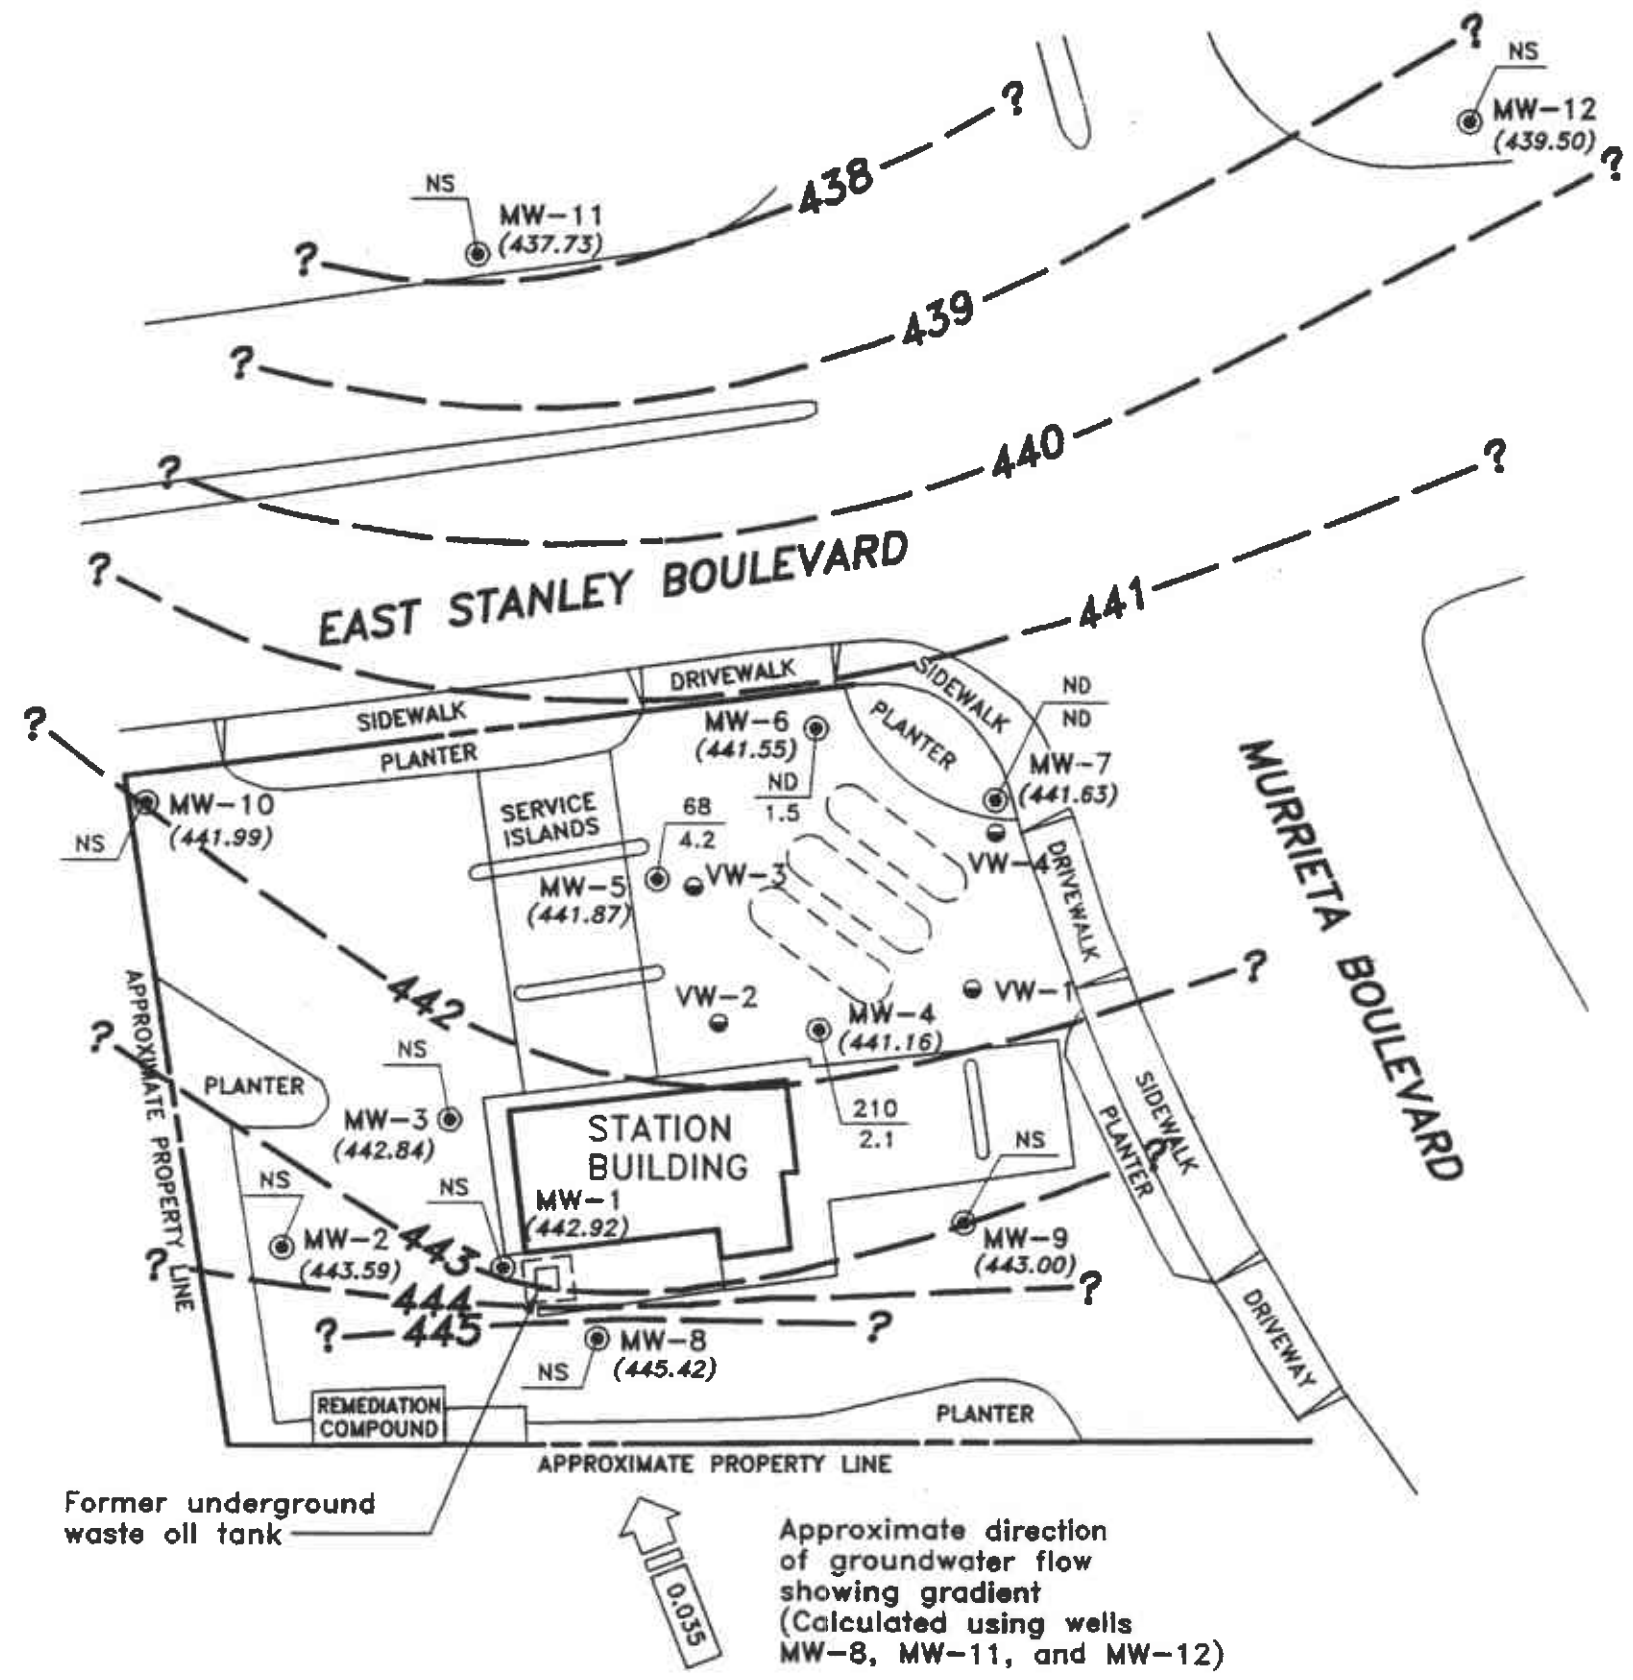 ?
NS
MW-12
(439.50)
?
?
438
NS
MW-11
(437.73)
?
439
?
440
?
?
441
?
EAST STANLEY BOULEVARD
DRIVEWALK
SIDEWALK
SIDEWALK
PLANTER
PLANTER
ND
ND
MW-6
(441.55)
ND
1.5
MW-7
(441.63)
?
MW-10
(441.99)
NS
SERVICE
ISLANDS
68
4.2
MW-5
(441.87)
VW-3
VW-4
DRIVEWALK
MURRIETA BOULEVARD
442
VW-2
VW-1
?
MW-4
(441.16)
210
2.1
APPROXIMATE PROPERTY LINE
?
PLANTER
NS
MW-3
(442.84)
STATION
BUILDING
SIDEWALK
PLANTER
?
NS
NS
NS
MW-1
(442.92)
MW-2
(443.59)
443
MW-9
(443.00)
?
444
?
?
445
?
MW-8
(445.42)
NS
DRIVEWAY
REMEDIATION
COMPOUND
PLANTER
APPROXIMATE PROPERTY LINE
Former underground
waste oil tank
0.035
Approximate direction
of groundwater flow
showing gradient
(Calculated using wells
MW-8, MW-11, and MW-12)